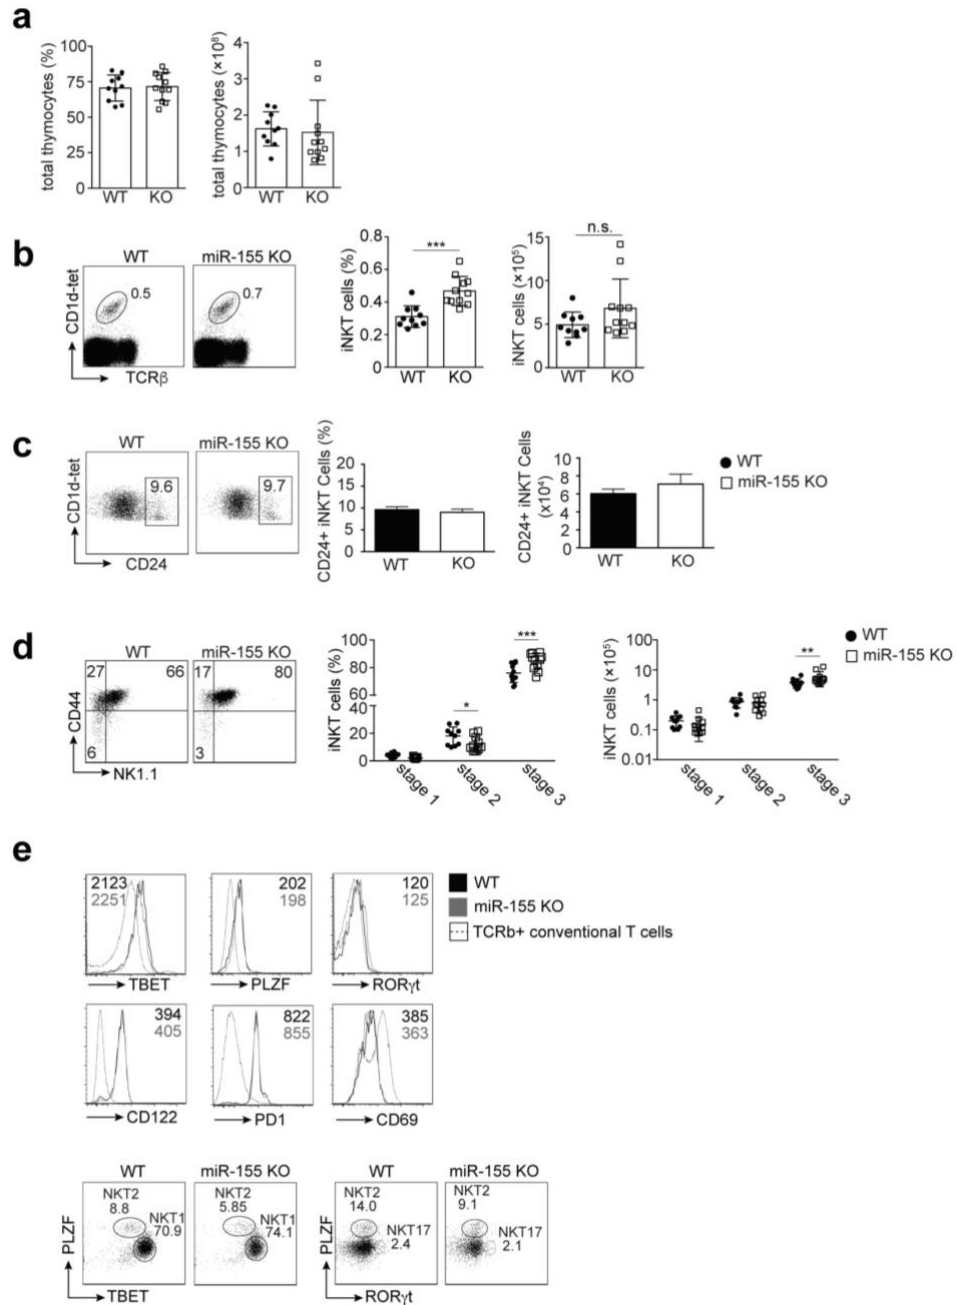 a
total thymocytes (%)
100
75
50
25
0
WT
KO
total thymocytes (×10⁸)
4
3
2
1
0
WT
KO
b
WT
miR-155 KO
CD1d-tet
0.5
0.7
TCRβ
iNKT cells (%)
0.8
0.6
0.4
0.2
0
***
WT
KO
iNKT cells (×10⁵)
15
10
5
0
n.s.
WT
KO
c
WT
miR-155 KO
CD1d-tet
9.6
9.7
CD24
CD24+ iNKT Cells (%)
20
15
10
5
0
WT
KO
CD24+ iNKT Cells
(x10⁴)
10
8
6
4
2
0
WT
KO
WT
miR-155 KO
d
WT
miR-155 KO
CD44
27
66
6
17
80
3
NK1.1
iNKT cells (%)
100
80
60
40
20
0
***
*
stage 1
stage 2
stage 3
iNKT cells (×10⁵)
100
10
1
0.1
0.01
**
stage 1
stage 2
stage 3
WT
miR-155 KO
e
2123
2251
TBET
202
198
PLZF
120
125
RORγt
WT
miR-155 KO
TCRb+ conventional T cells
394
405
CD122
822
855
PD1
385
363
CD69
WT
miR-155 KO
PLZF
NKT2
8.8
NKT1
70.9
NKT2
5.85
NKT1
74.1
TBET
WT
miR-155 KO
PLZF
NKT2
14.0
NKT17
2.4
NKT2
9.1
NKT17
2.1
RORγt